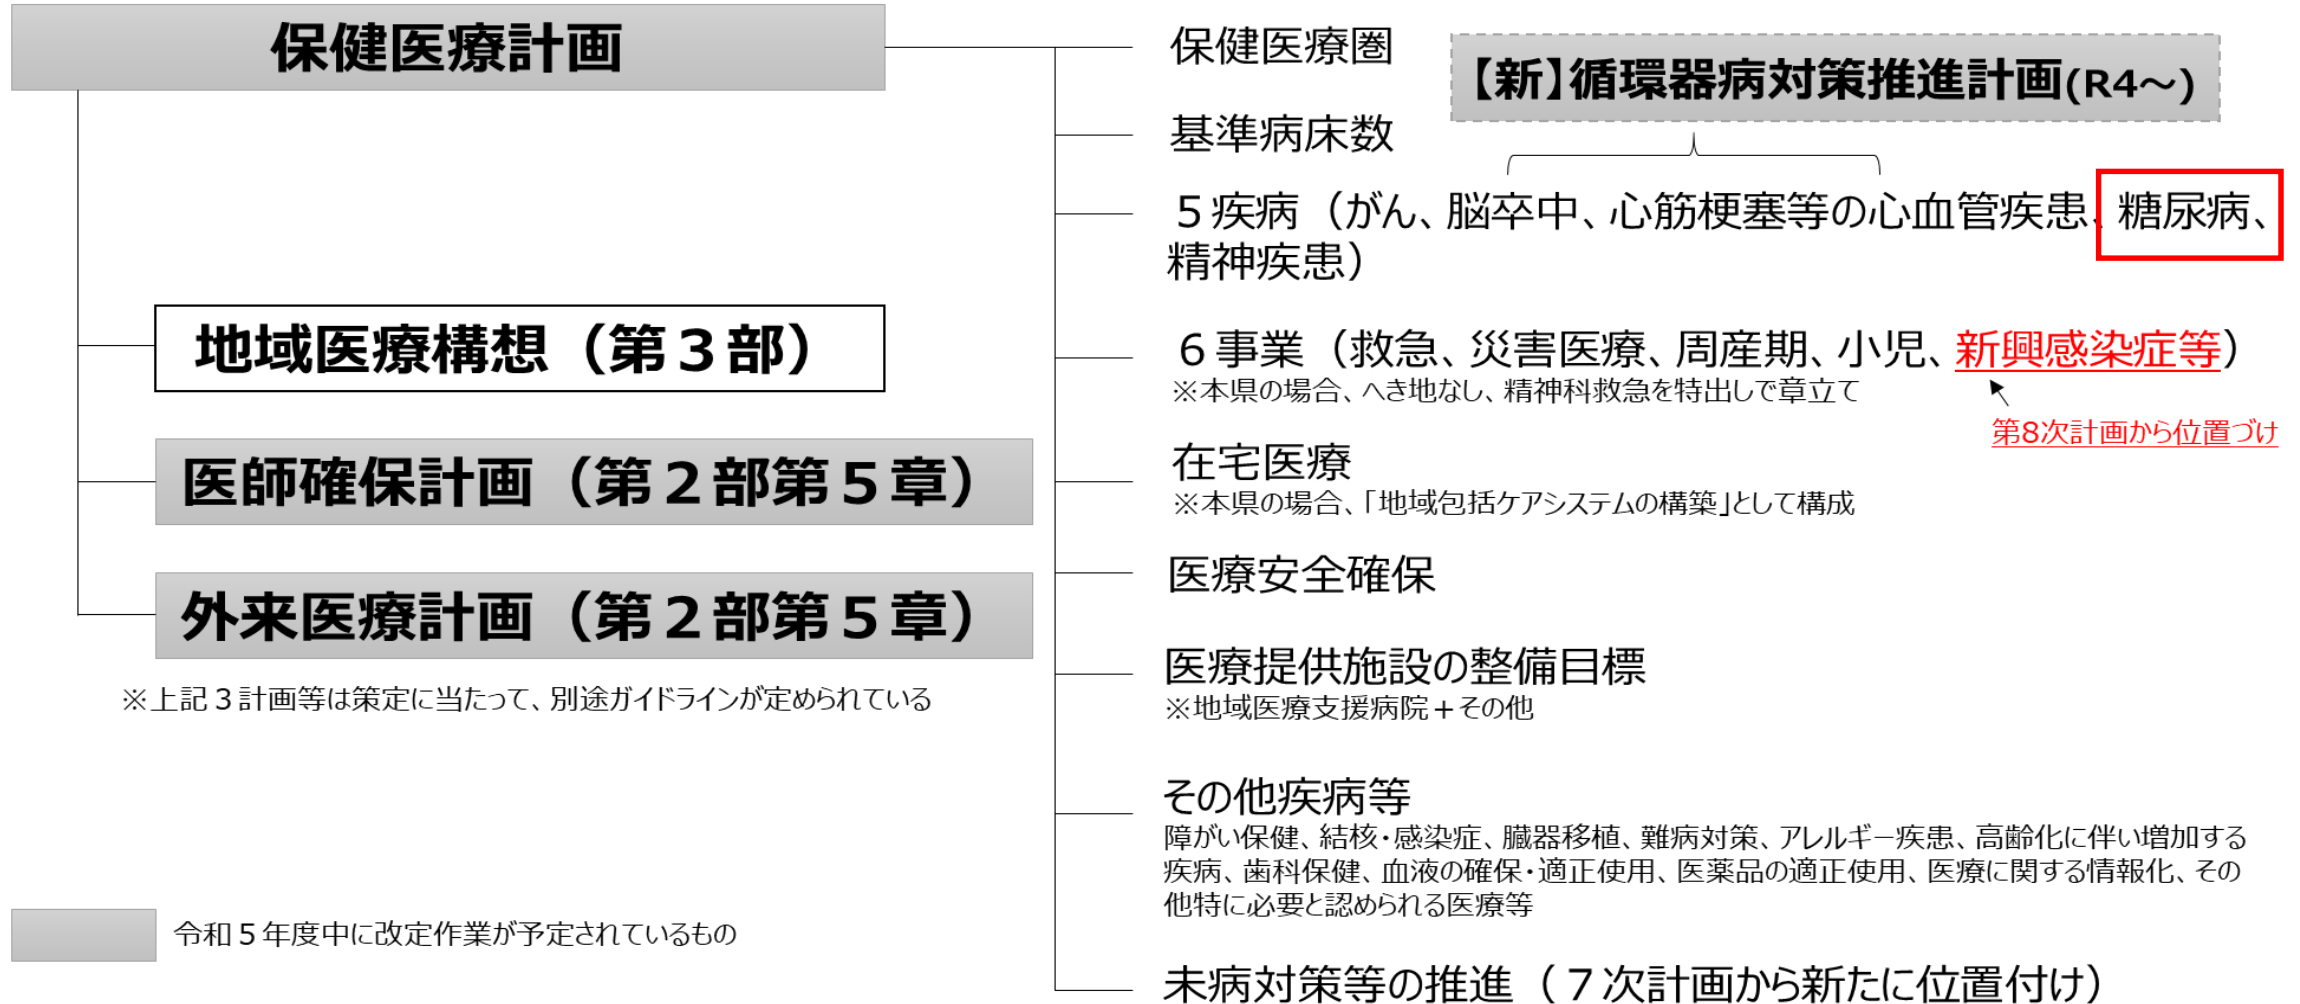 保健医療計画
地域医療構想（第３部）
医師確保計画（第２部第５章）
外来医療計画（第２部第５章）
※上記３計画等は策定に当たって、別途ガイドラインが定められている
令和５年度中に改定作業が予定されているもの
保健医療圏
【新】循環器病対策推進計画(R4～)
基準病床数
５疾病（がん、脳卒中、心筋梗塞等の心血管疾患、糖尿病、
精神疾患）
６事業（救急、災害医療、周産期、小児、新興感染症等）
※本県の場合、へき地なし、精神科救急を特出しで章立て
第8次計画から位置づけ
在宅医療
※本県の場合、「地域包括ケアシステムの構築」として構成
医療安全確保
医療提供施設の整備目標
※地域医療支援病院＋その他
その他疾病等
障がい保健、結核・感染症、臓器移植、難病対策、アレルギー疾患、高齢化に伴い増加する
疾病、歯科保健、血液の確保・適正使用、医薬品の適正使用、医療に関する情報化、その
他特に必要と認められる医療等
未病対策等の推進（７次計画から新たに位置付け）